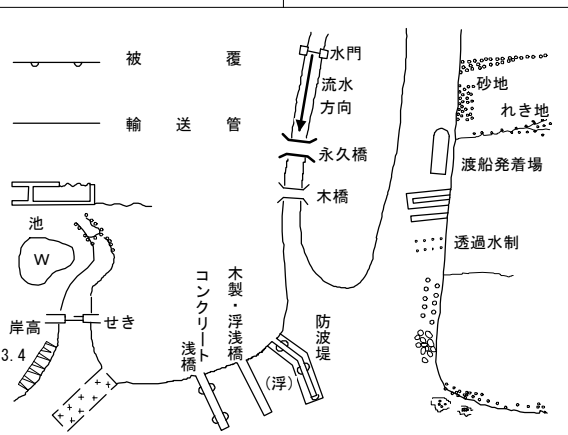 被覆
輸送管
水門
流水
方向
永久橋
木橋
砂地
れき地
渡船発着場
透過水制
池
W
岸高
せき
3.4
コンクリート
浅橋
木製・浮浅橋
(浮)
防波堤